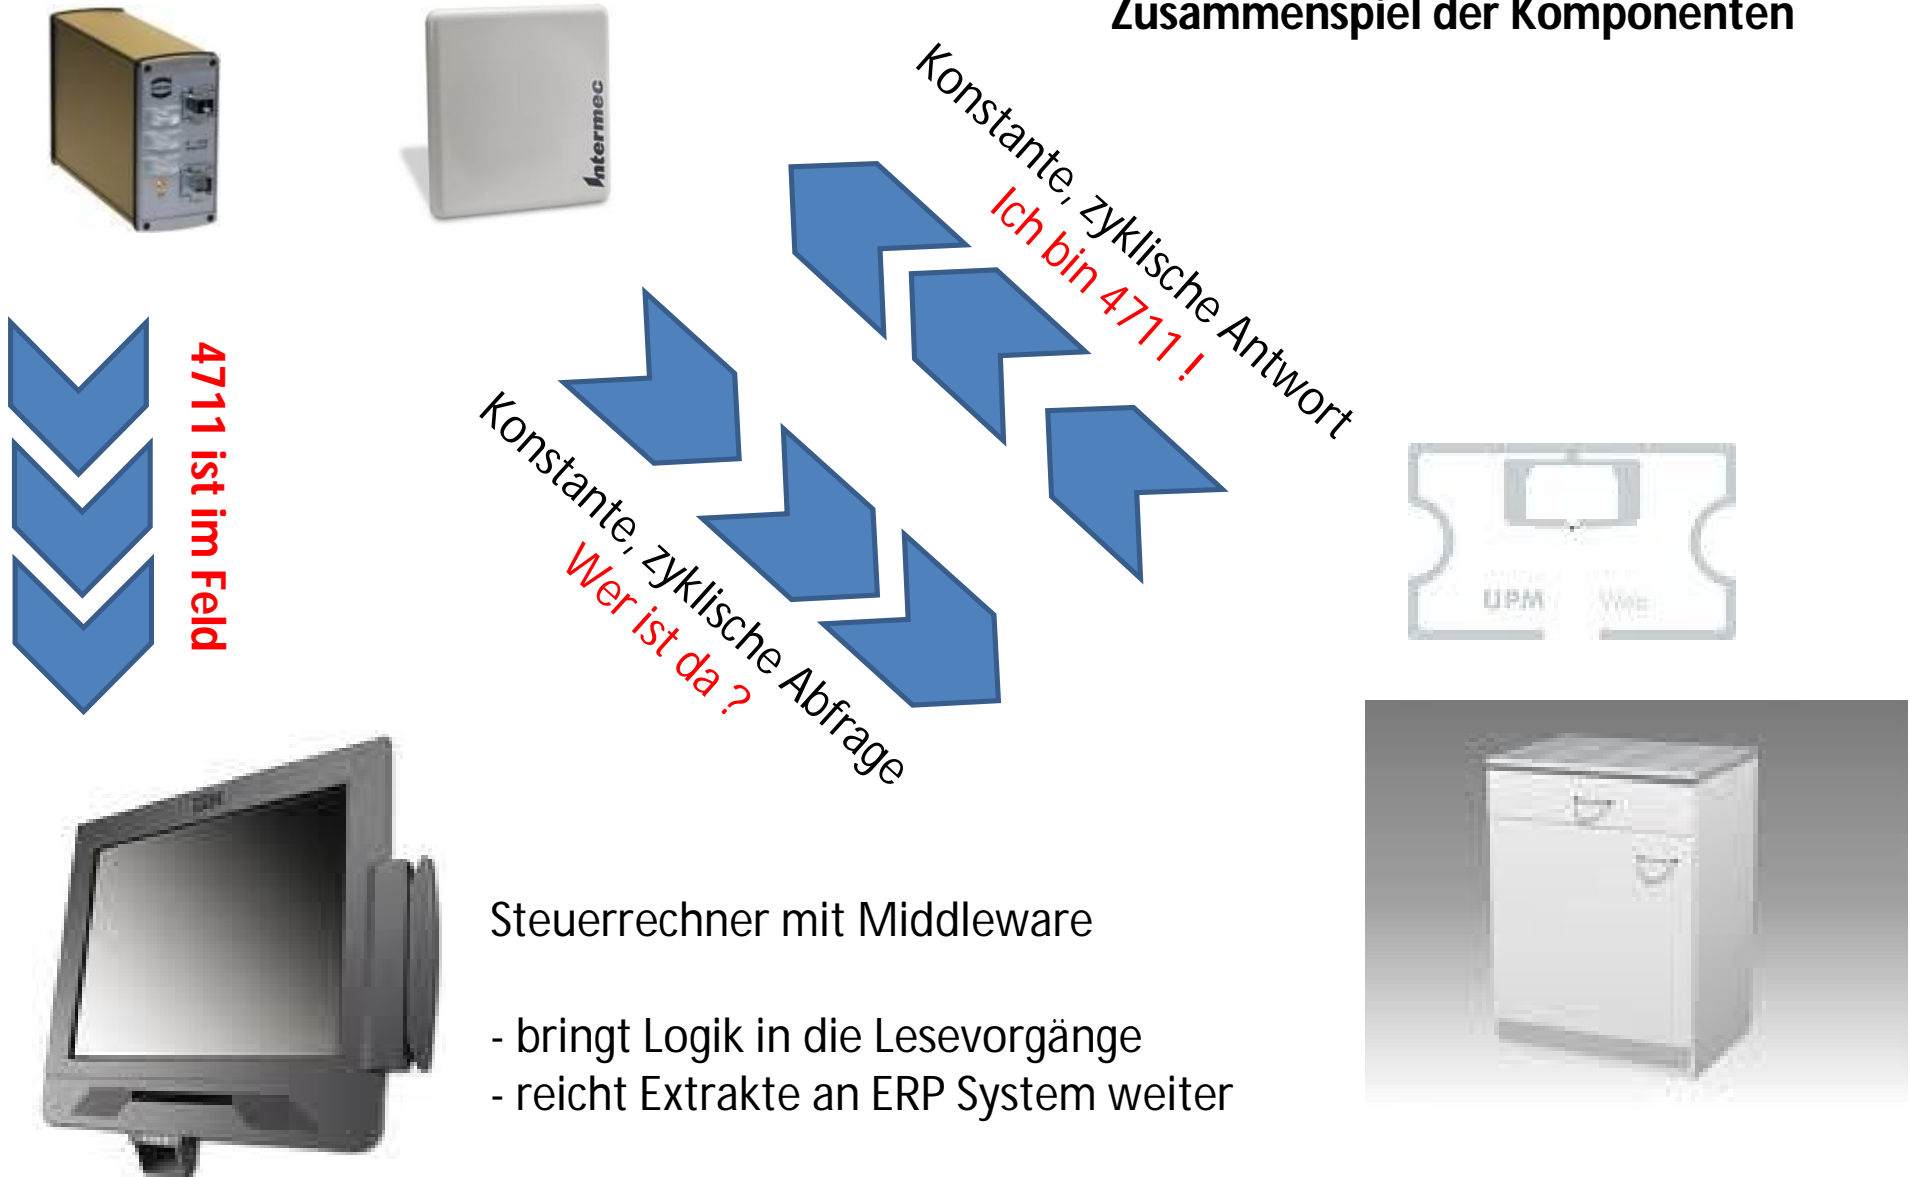 Zusammenspiel der Komponenten
Intermec
Konstante, zyklische Antwort
Ich bin 4711 !
4711 ist im Feld
Konstante, zyklische Abfrage
Wer ist da ?
UPM Web
Steuerrechner mit Middleware
- bringt Logik in die Lesevorgänge
- reicht Extrakte an ERP System weiter